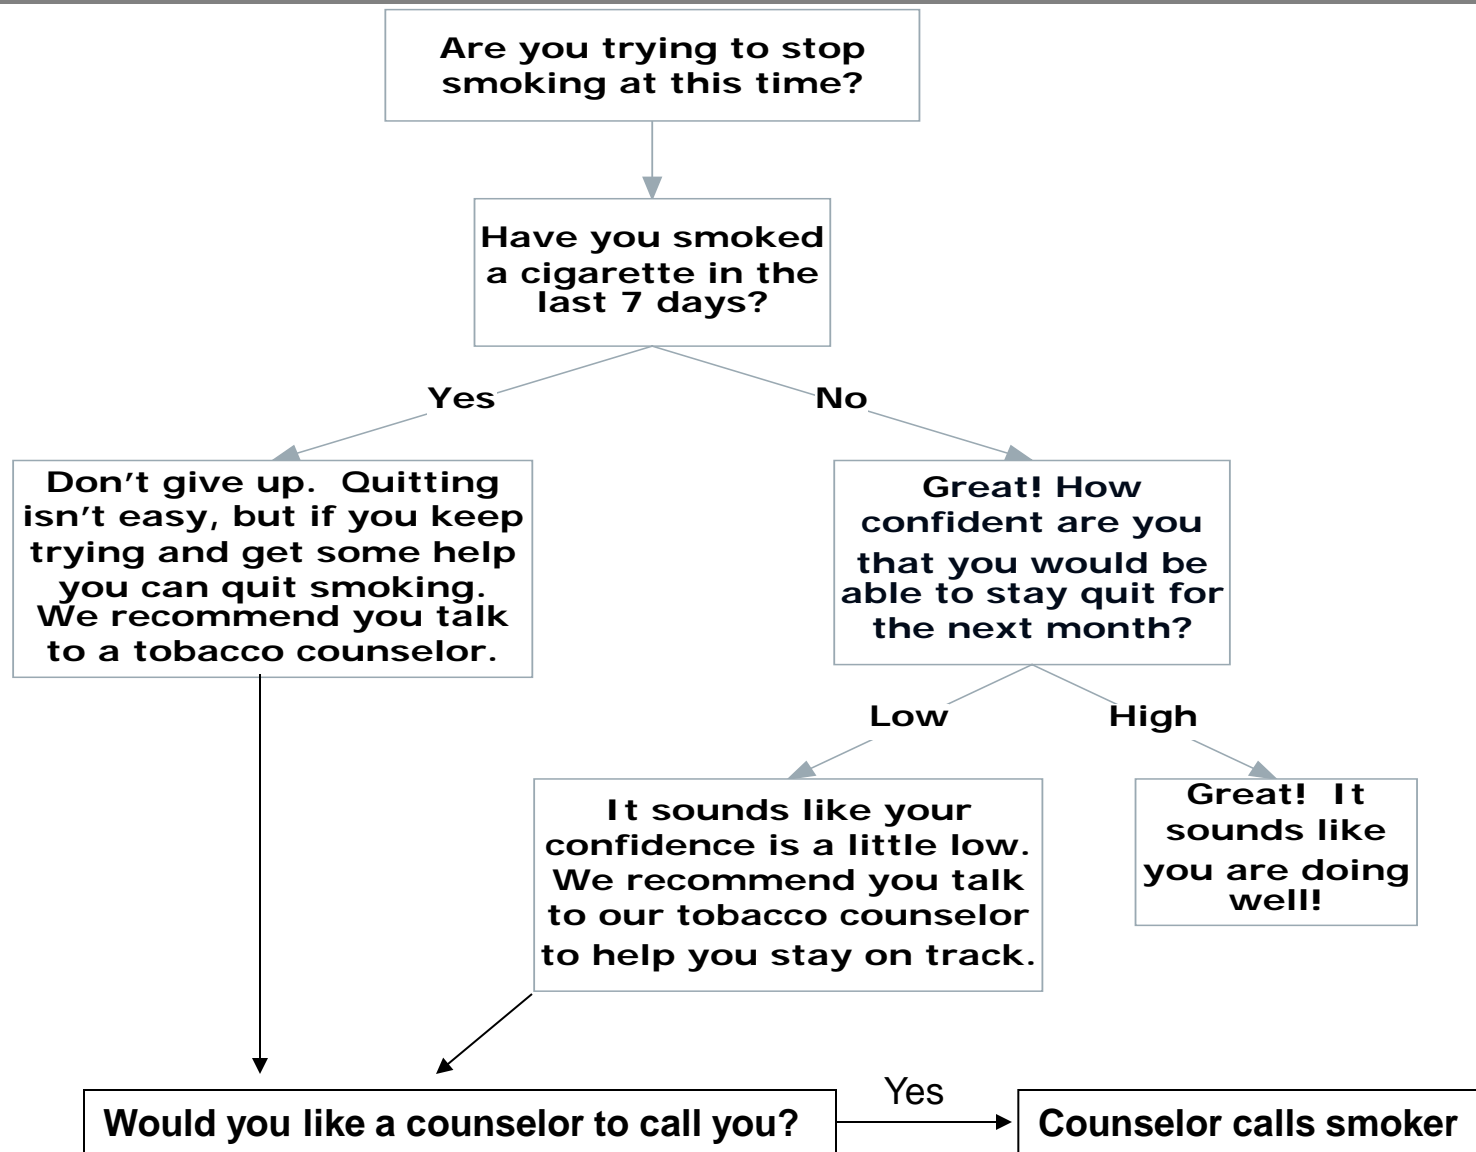 Are you trying to stop
smoking at this time?
Have you smoked
a cigarette in the
last 7 days?
Yes
No
Don't give up.  Quitting
isn't easy, but if you keep
trying and get some help
you can quit smoking.
We recommend you talk
to a tobacco counselor.
Great! How
confident are you
that you would be
able to stay quit for
the next month?
Low
High
It sounds like your
confidence is a little low.
We recommend you talk
to our tobacco counselor
to help you stay on track.
Great!  It
sounds like
you are doing
well!
Would you like a counselor to call you?
Yes
Counselor calls smoker